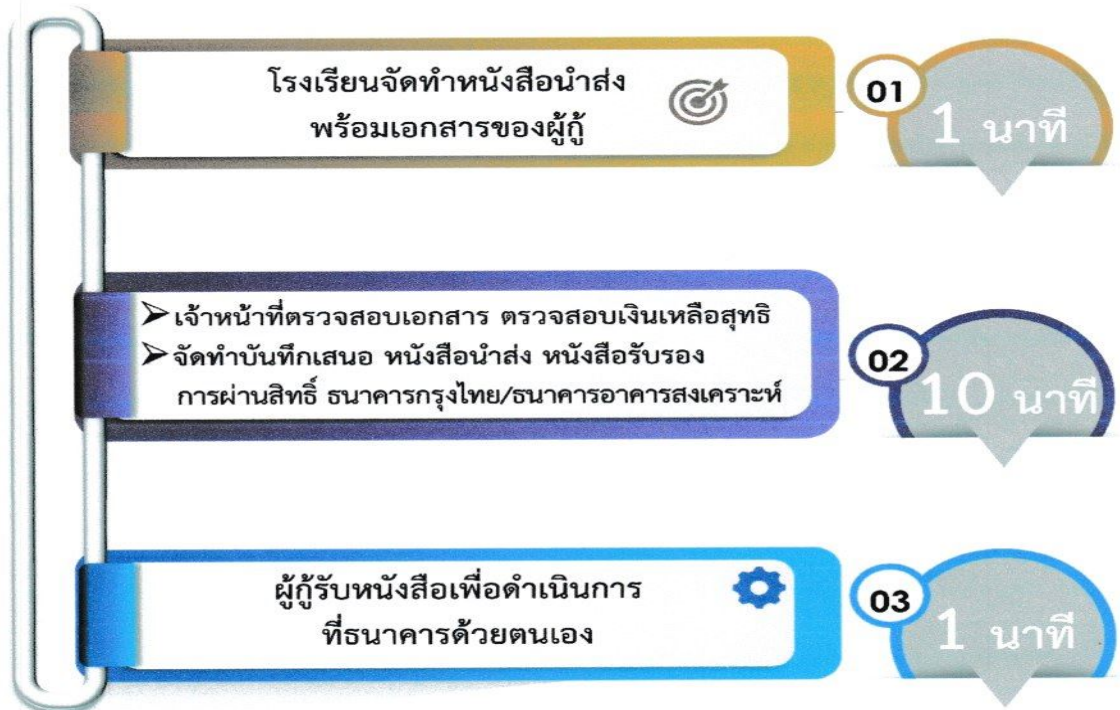 โรงเรียนจัดทำหนังสือนำส่ง
พร้อมเอกสารของผู้กู้
01
1 นาที
➤เจ้าหน้าที่ตรวจสอบเอกสาร ตรวจสอบเงินเหลือสุทธิ
➤จัดทำบันทึกเสนอ หนังสือนำส่ง หนังสือรับรอง
การผ่านสิทธิ์ ธนาคารกรุงไทย/ธนาคารอาคารสงเคราะห์
02
10 นาที
ผู้กู้รับหนังสือเพื่อดำเนินการ
ที่ธนาคารด้วยตนเอง
03
1 นาที